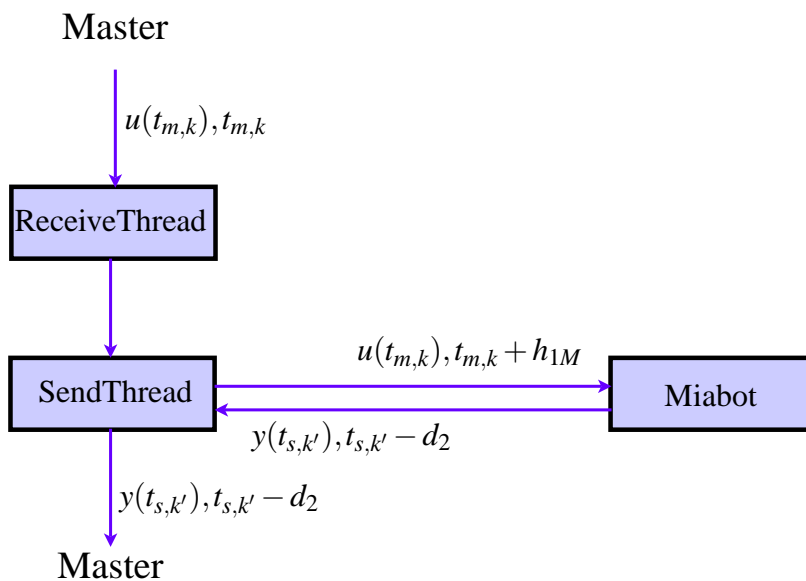 Master
u(t_{m,k}), t_{m,k}
ReceiveThread
u(t_{m,k}), t_{m,k} + h_{1M}
SendThread
Miabot
y(t_{s,k'}), t_{s,k'} − d_2
y(t_{s,k'}), t_{s,k'} − d_2
Master